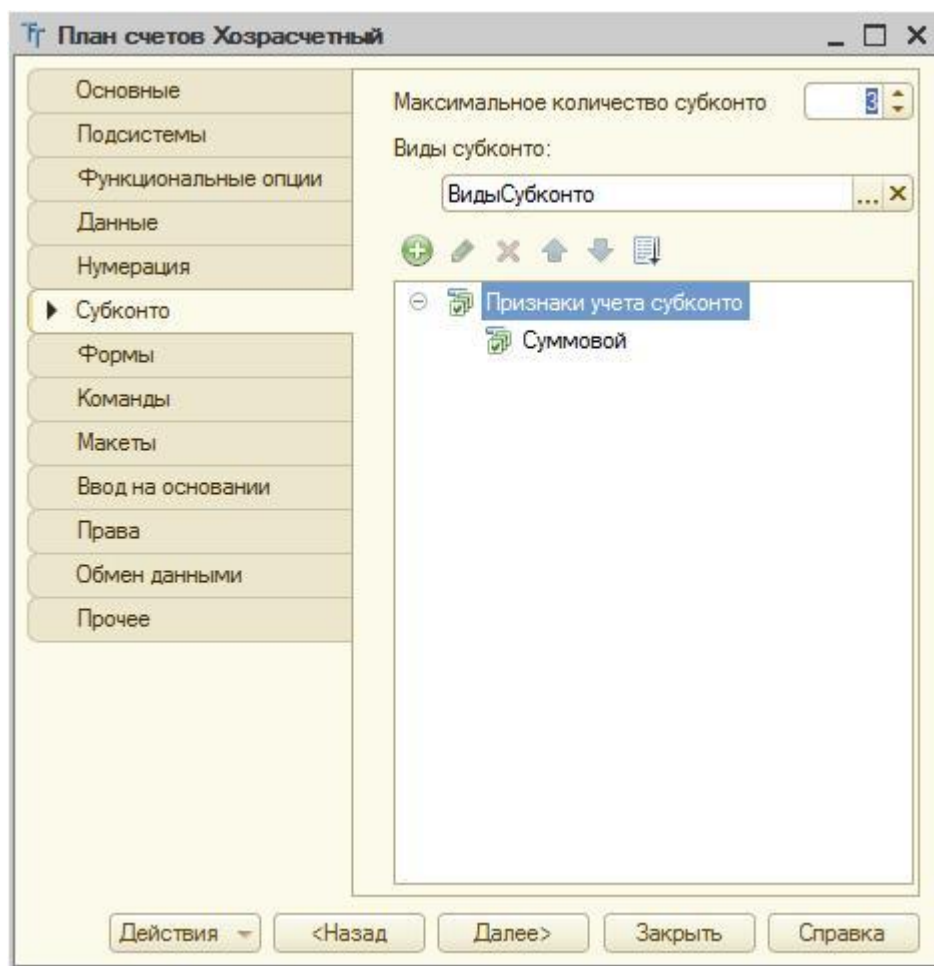 План счетов Хозрасчетный
Основные
Подсистемы
Функциональные опции
Данные
Нумерация
Субконто
Формы
Команды
Макеты
Ввод на основании
Права
Обмен данными
Прочее
Максимальное количество субконто 3
Виды субконто:
ВидыСубконто ...
Признаки учета субконто
Суммовой
Действия <Назад Далее> Закрыть Справка